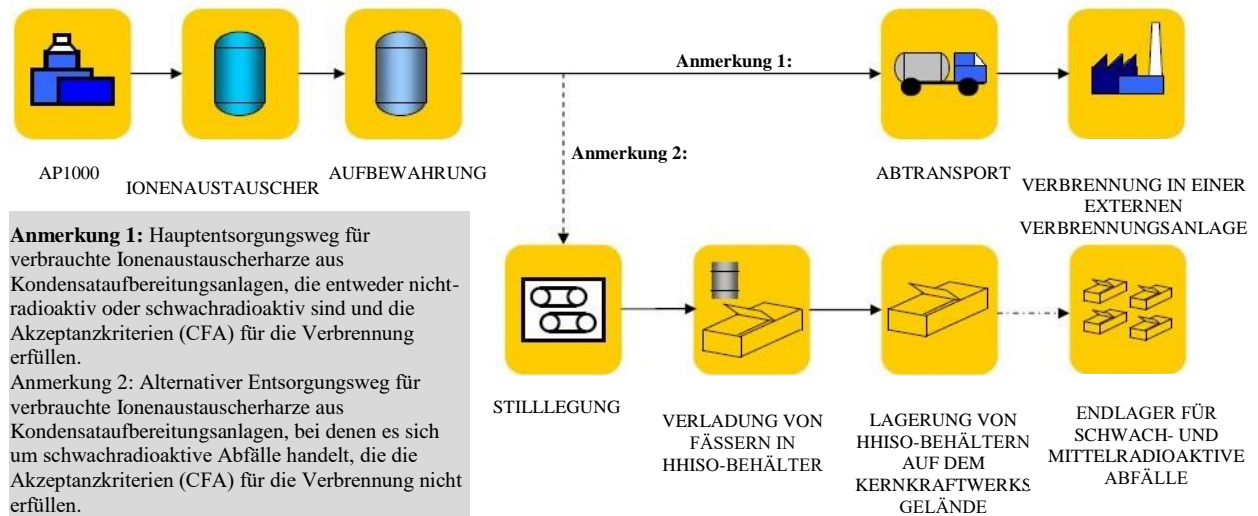 Anmerkung 1:
AP1000
IONENAUSTAUSCHER
AUFBEWAHRUNG
Anmerkung 2:
ABTRANSPORT
VERBRENNUNG IN EINER
EXTERNEN
VERBRENNUNGSANLAGE
Anmerkung 1: Hauptentsorgungsweg für
verbrauchte Ionenaustauscherharze aus
Kondensataufbereitungsanlagen, die entweder nicht-
radioaktiv oder schwachradioaktiv sind und die
Akzeptanzkriterien (CFA) für die Verbrennung
erfüllen.
Anmerkung 2: Alternativer Entsorgungsweg für
verbrauchte Ionenaustauscherharze aus
Kondensataufbereitungsanlagen, bei denen es sich
um schwachradioaktive Abfälle handelt, die die
Akzeptanzkriterien (CFA) für die Verbrennung nicht
erfüllen.
STILLLEGUNG
VERLADUNG VON
FÄSSERN IN
HHISO-BEHÄLTER
LAGERUNG VON
HHISO-BEHÄLTERN
AUF DEM
KERNKRAFTWERKS
GELÄNDE
ENDLAGER FÜR
SCHWACH- UND
MITTELRADIOAKTIVE
ABFÄLLE